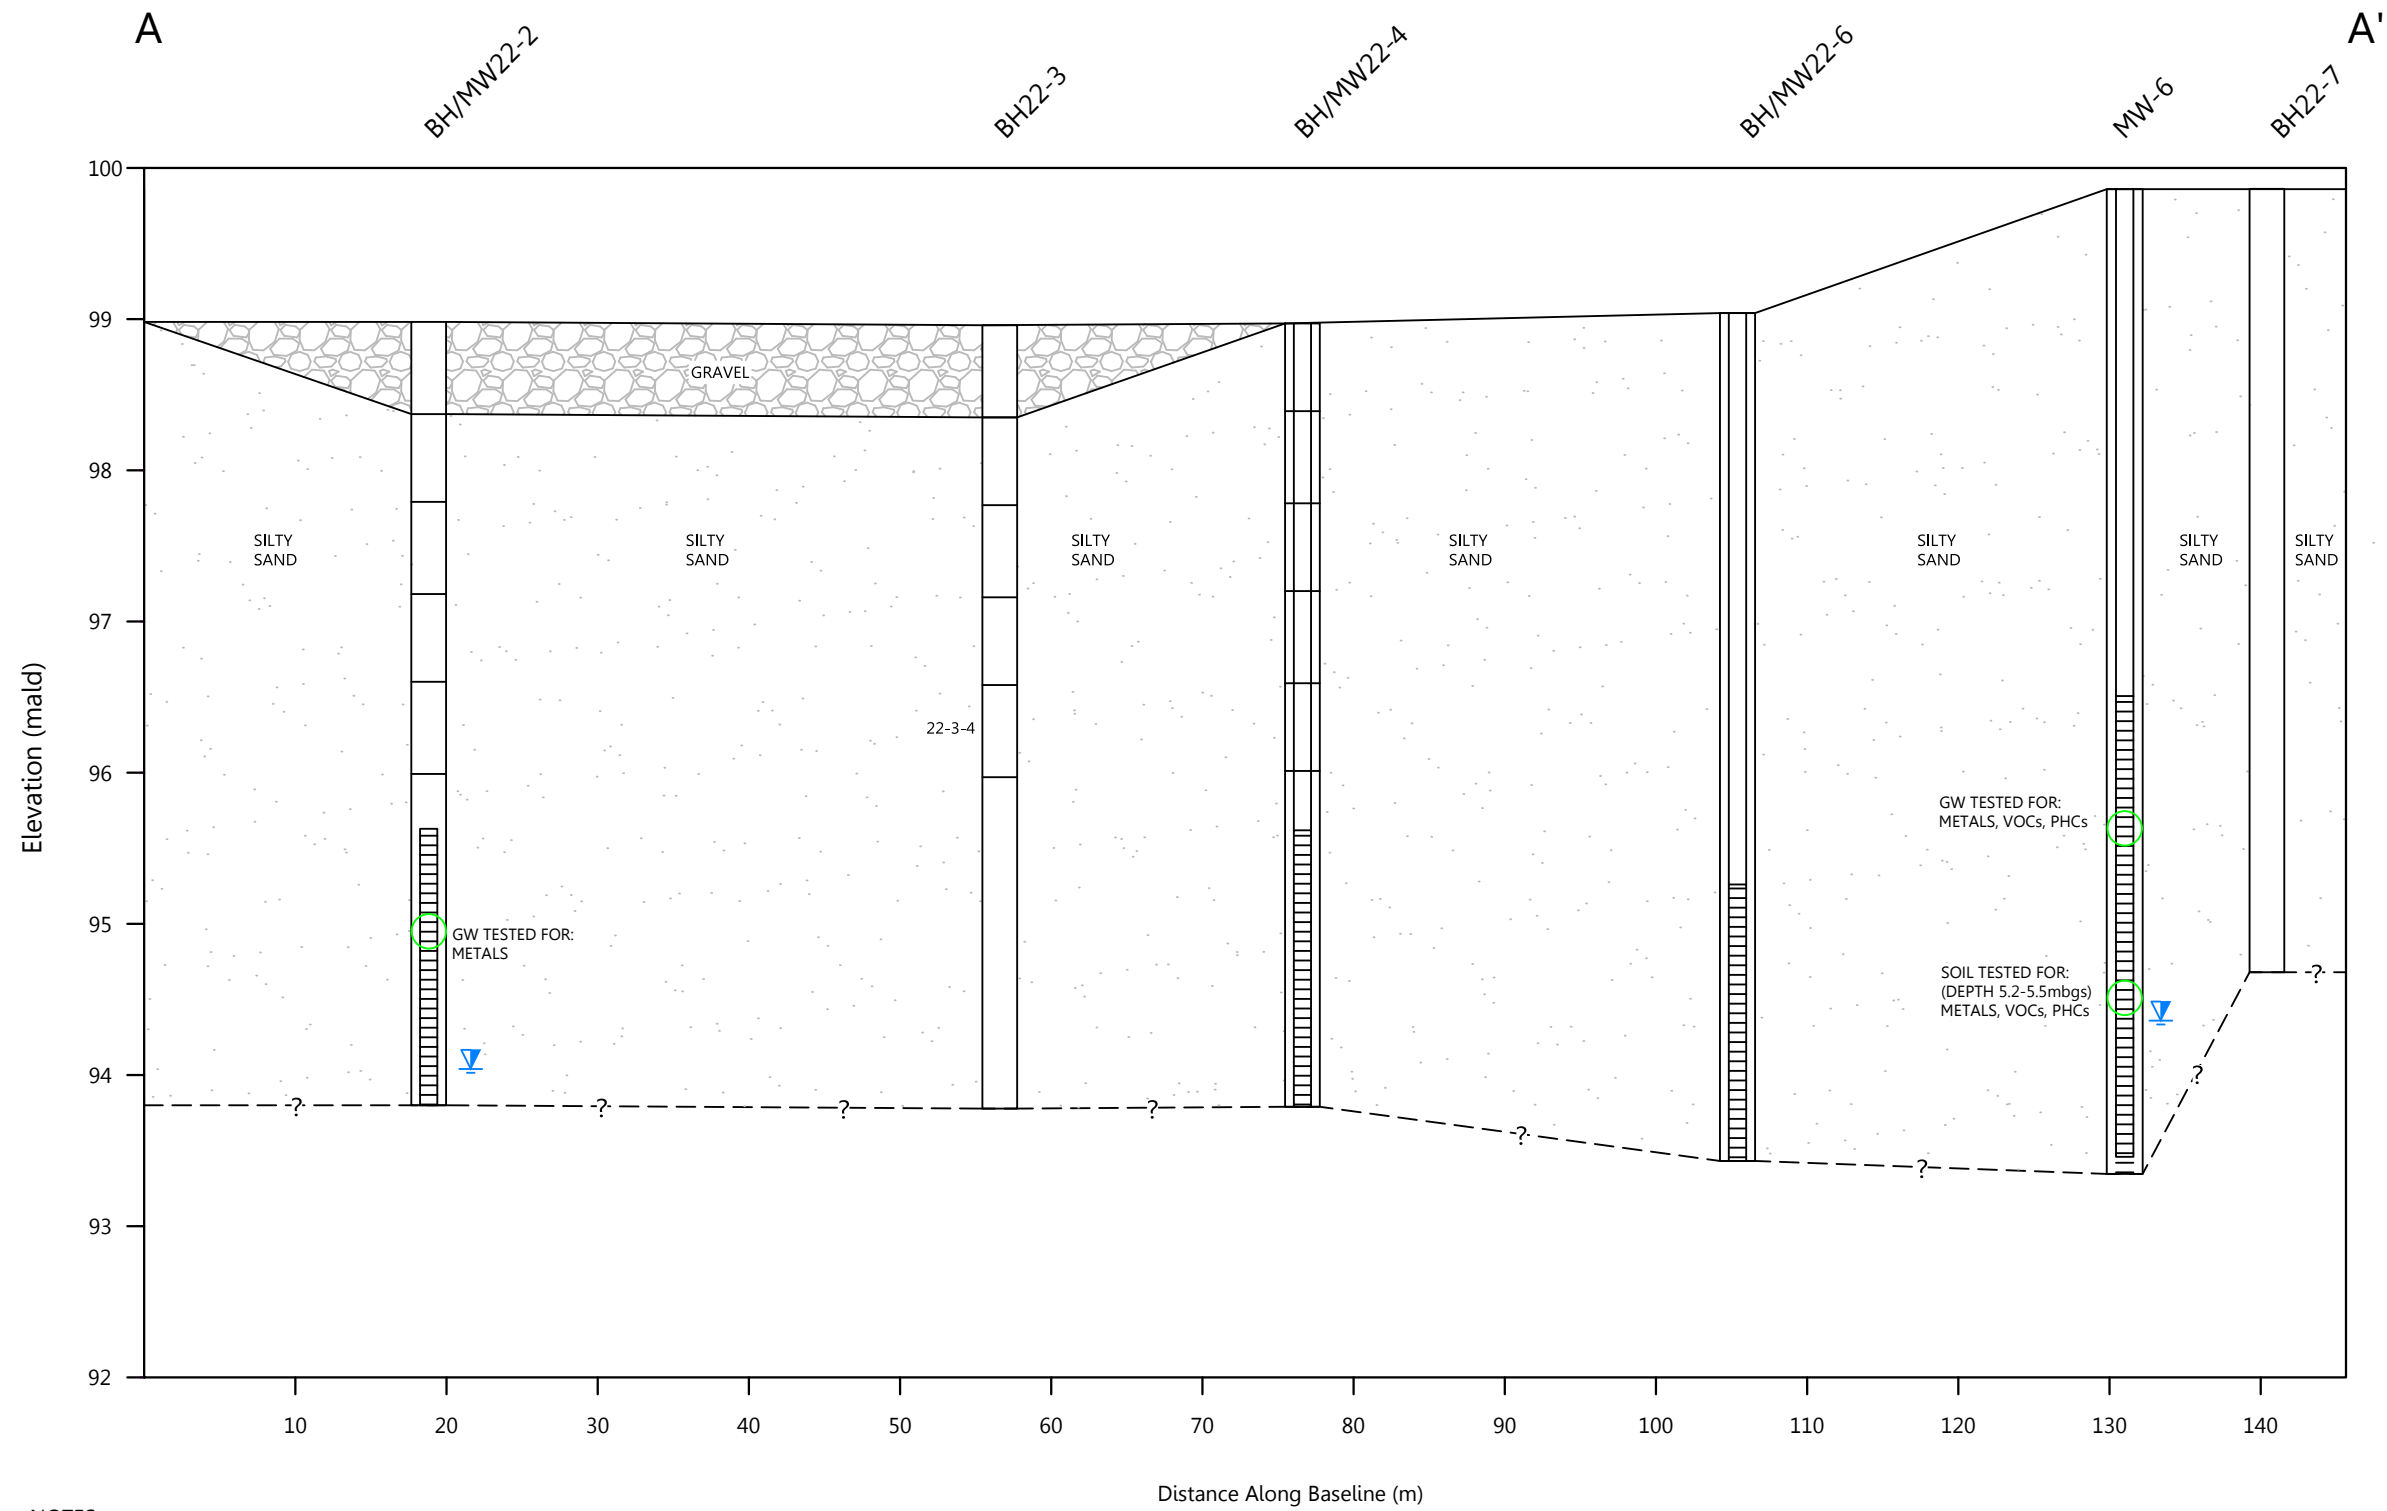 A
A'
BH/MW22-2
BH22-3
BH/MW22-4
BH/MW22-6
MW-6
BH22-7
100
99
98
97
96
95
94
93
92
Elevation (mald)
GRAVEL
SILTY
SAND
SILTY
SAND
SILTY
SAND
SILTY
SAND
SILTY
SAND
SILTY
SAND
SILTY
SAND
22-3-4
GW TESTED FOR:
METALS, VOCs, PHCs
GW TESTED FOR:
METALS
SOIL TESTED FOR:
(DEPTH 5.2-5.5mbgs)
METALS, VOCs, PHCs
?
?
?
?
?
?
?
?
10
20
30
40
50
60
70
80
90
100
110
120
130
140
Distance Along Baseline (m)